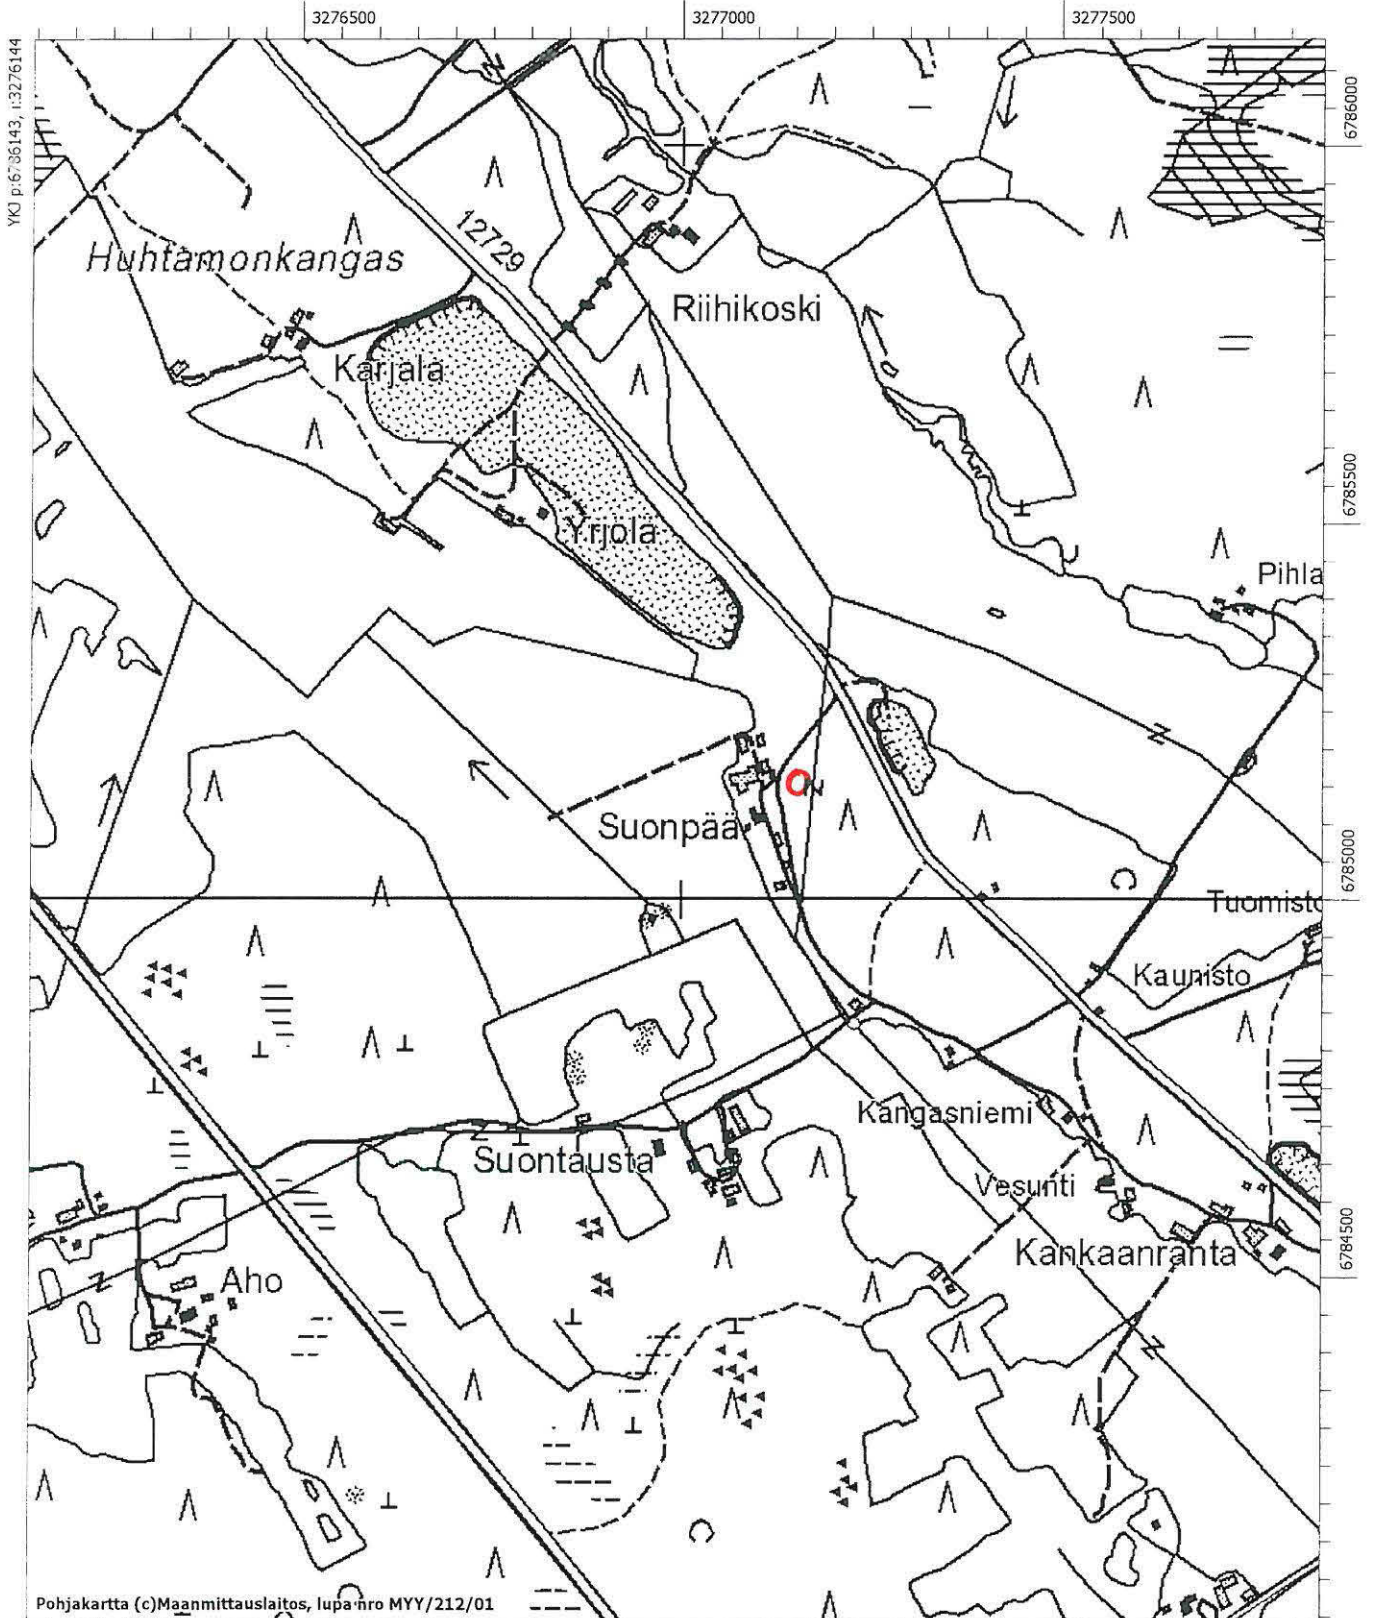 3276500
3277000
3277500
YKJ p:6786143, i:3276144
6786000
12729
Huhtamonkangas
Riihikoski
Karjala
6785500
Yrjölä
Pihla
Suonpää
6785000
Tuomisto
Kaunisto
Kangasniemi
Suontausta
Vesunti
6784500
Kankaanranta
Aho
Pohjakartta (c)Maanmittauslaitos, lupa nro MYY/212/01